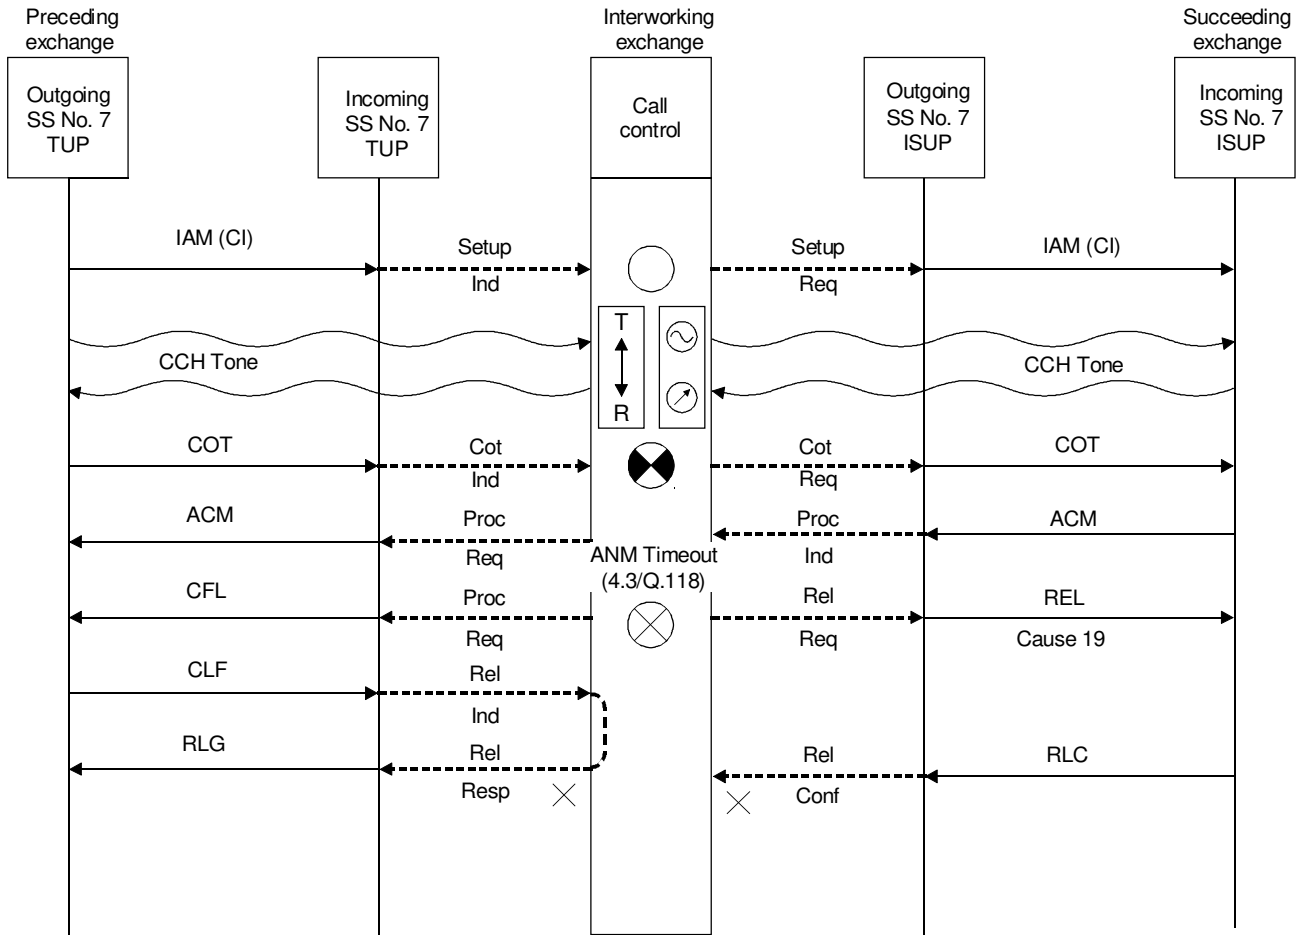 Preceding
exchange
Interworking
exchange
Succeeding
exchange
Outgoing
SS No. 7
TUP
Incoming
SS No. 7
TUP
Call
control
Outgoing
SS No. 7
ISUP
Incoming
SS No. 7
ISUP
IAM (CI)
Setup
Ind
Setup
Req
IAM (CI)
T
R
CCH Tone
CCH Tone
COT
Cot
Ind
Cot
Req
COT
ACM
Proc
Req
Proc
Ind
ACM
ANM Timeout
(4.3/Q.118)
CFL
Proc
Req
Rel
Req
REL
Cause 19
CLF
Rel
Ind
RLG
Rel
Resp
Rel
Conf
RLC